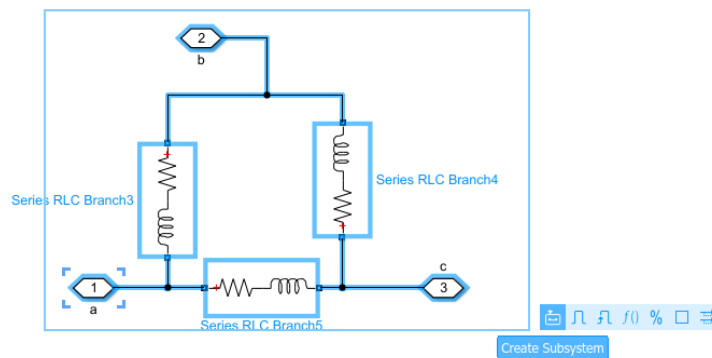 2
b
Series RLC Branch3
Series RLC Branch4
c
1
a
3
Series RLC Branch5
f()
%
Create Subsystem